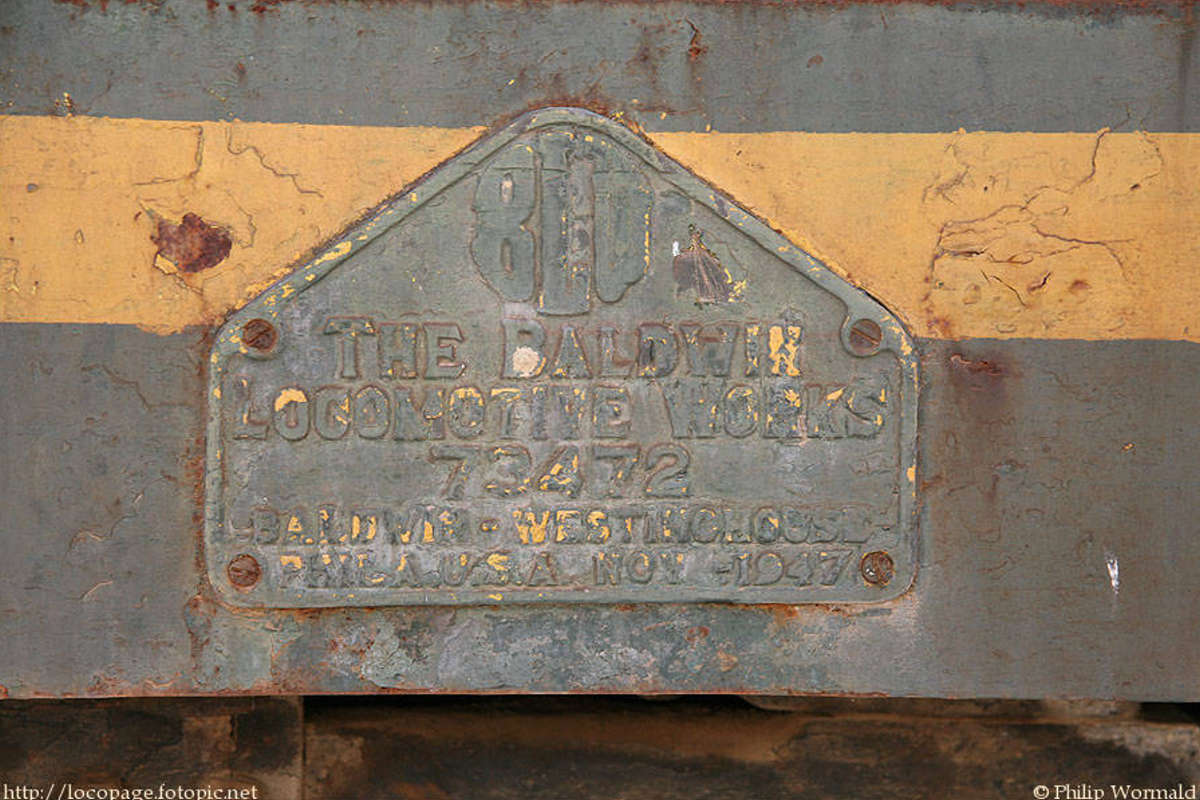 BLW
THE BALDWIN
LOCOMOTIVE WORKS
73472
BALDWIN - WESTINGHOUSE
PHILA. U.S.A. NOV - 1947
http://locopage.fotopic.net
© Philip Wormald